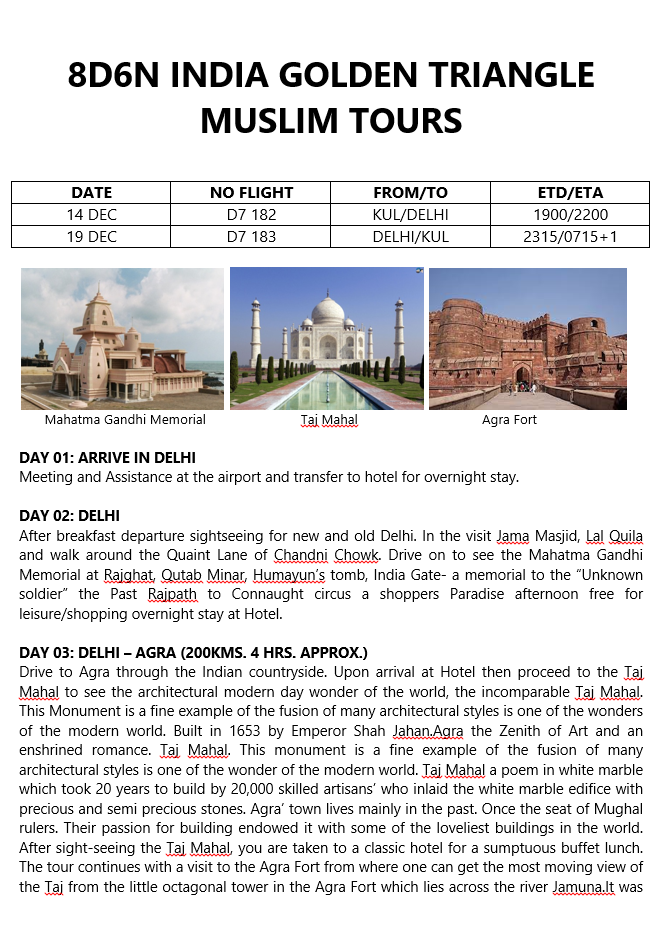 8D6N INDIA GOLDEN TRIANGLE
MUSLIM TOURS
DATE NO FLIGHT FROM/TO ETD/ETA
14 DEC D7 182 KUL/DELHI 1900/2200
19 DEC D7 183 DELHI/KUL 2315/0715+1
Mahatma Gandhi Memorial Taj Mahal Agra Fort
DAY 01: ARRIVE IN DELHI
Meeting and Assistance at the airport and transfer to hotel for overnight stay.
DAY 02: DELHI
After breakfast departure sightseeing for new and old Delhi. In the visit Jama Masjid, Lal Quila
and walk around the Quaint Lane of Chandni Chowk. Drive on to see the Mahatma Gandhi
Memorial at Rajghat, Qutab Minar, Humayun's tomb, India Gate- a memorial to the “Unknown
soldier” the Past Rajpath to Connaught circus a shoppers Paradise afternoon free for
leisure/shopping overnight stay at Hotel.
DAY 03: DELHI – AGRA (200KMS. 4 HRS. APPROX.)
Drive to Agra through the Indian countryside. Upon arrival at Hotel then proceed to the Taj
Mahal to see the architectural modern day wonder of the world, the incomparable Taj Mahal.
This Monument is a fine example of the fusion of many architectural styles is one of the wonders
of the modern world. Built in 1653 by Emperor Shah Jahan.Agra the Zenith of Art and an
enshrined romance. Taj Mahal. This monument is a fine example of the fusion of many
architectural styles is one of the wonder of the modern world. Taj Mahal a poem in white marble
which took 20 years to build by 20,000 skilled artisans’ who inlaid the white marble edifice with
precious and semi precious stones. Agra’ town lives mainly in the past. Once the seat of Mughal
rulers. Their passion for building endowed it with some of the loveliest buildings in the world.
After sight-seeing the Taj Mahal, you are taken to a classic hotel for a sumptuous buffet lunch.
The tour continues with a visit to the Agra Fort from where one can get the most moving view of
the Taj from the little octagonal tower in the Agra Fort which lies across the river Jamuna.It was